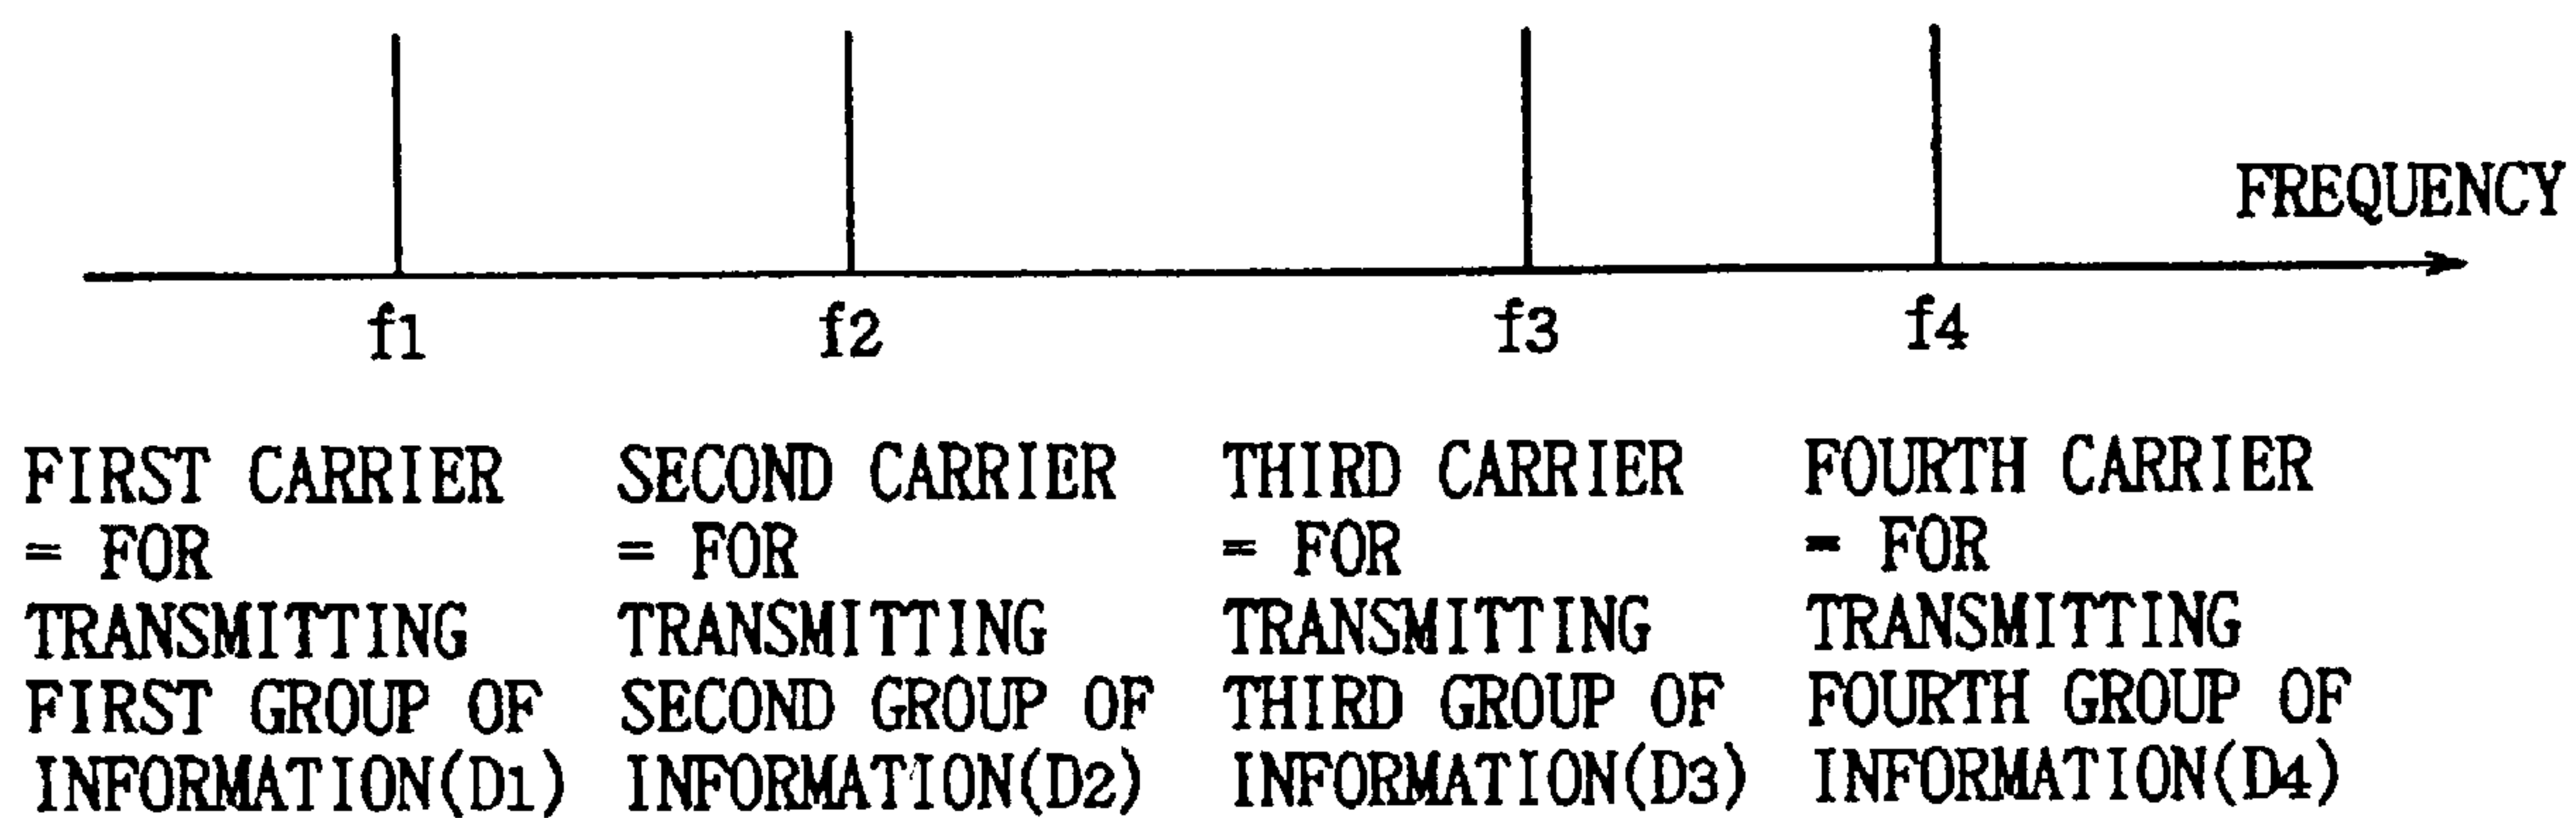 FREQUENCY
f1 f2 f3 f4
FIRST CARRIER
= FOR
TRANSMITTING
FIRST GROUP OF
INFORMATION(D1)
SECOND CARRIER
= FOR
TRANSMITTING
SECOND GROUP OF
INFORMATION(D2)
THIRD CARRIER
= FOR
TRANSMITTING
THIRD GROUP OF
INFORMATION(D3)
FOURTH CARRIER
= FOR
TRANSMITTING
FOURTH GROUP OF
INFORMATION(D4)